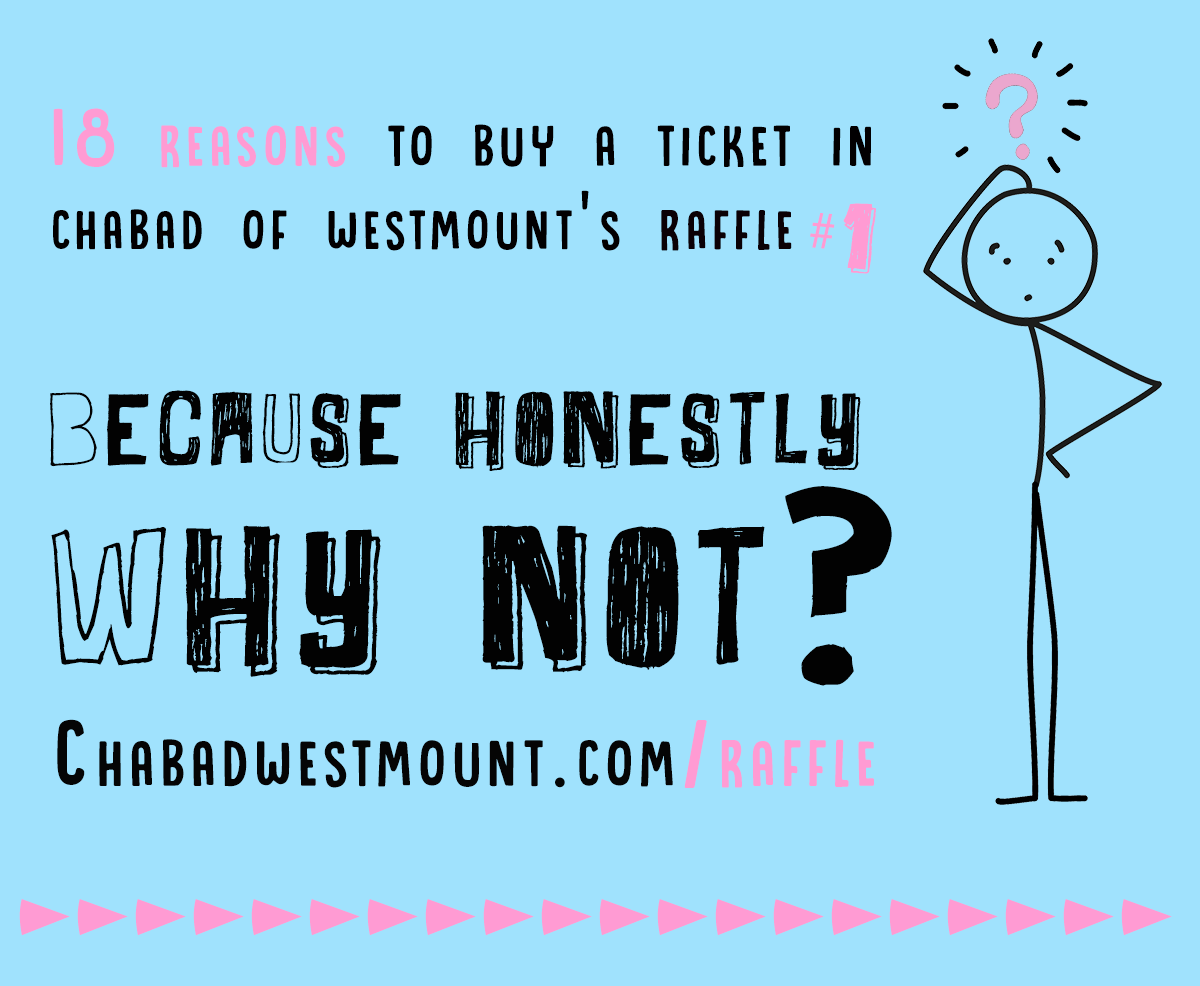 18 REASONS TO BUY A TICKET IN
CHABAD OF WESTMOUNT'S RAFFLE #1
?
BECAUSE HONESTLY
WHY NOT?
CHABADWESTMOUNT.COM/RAFFLE